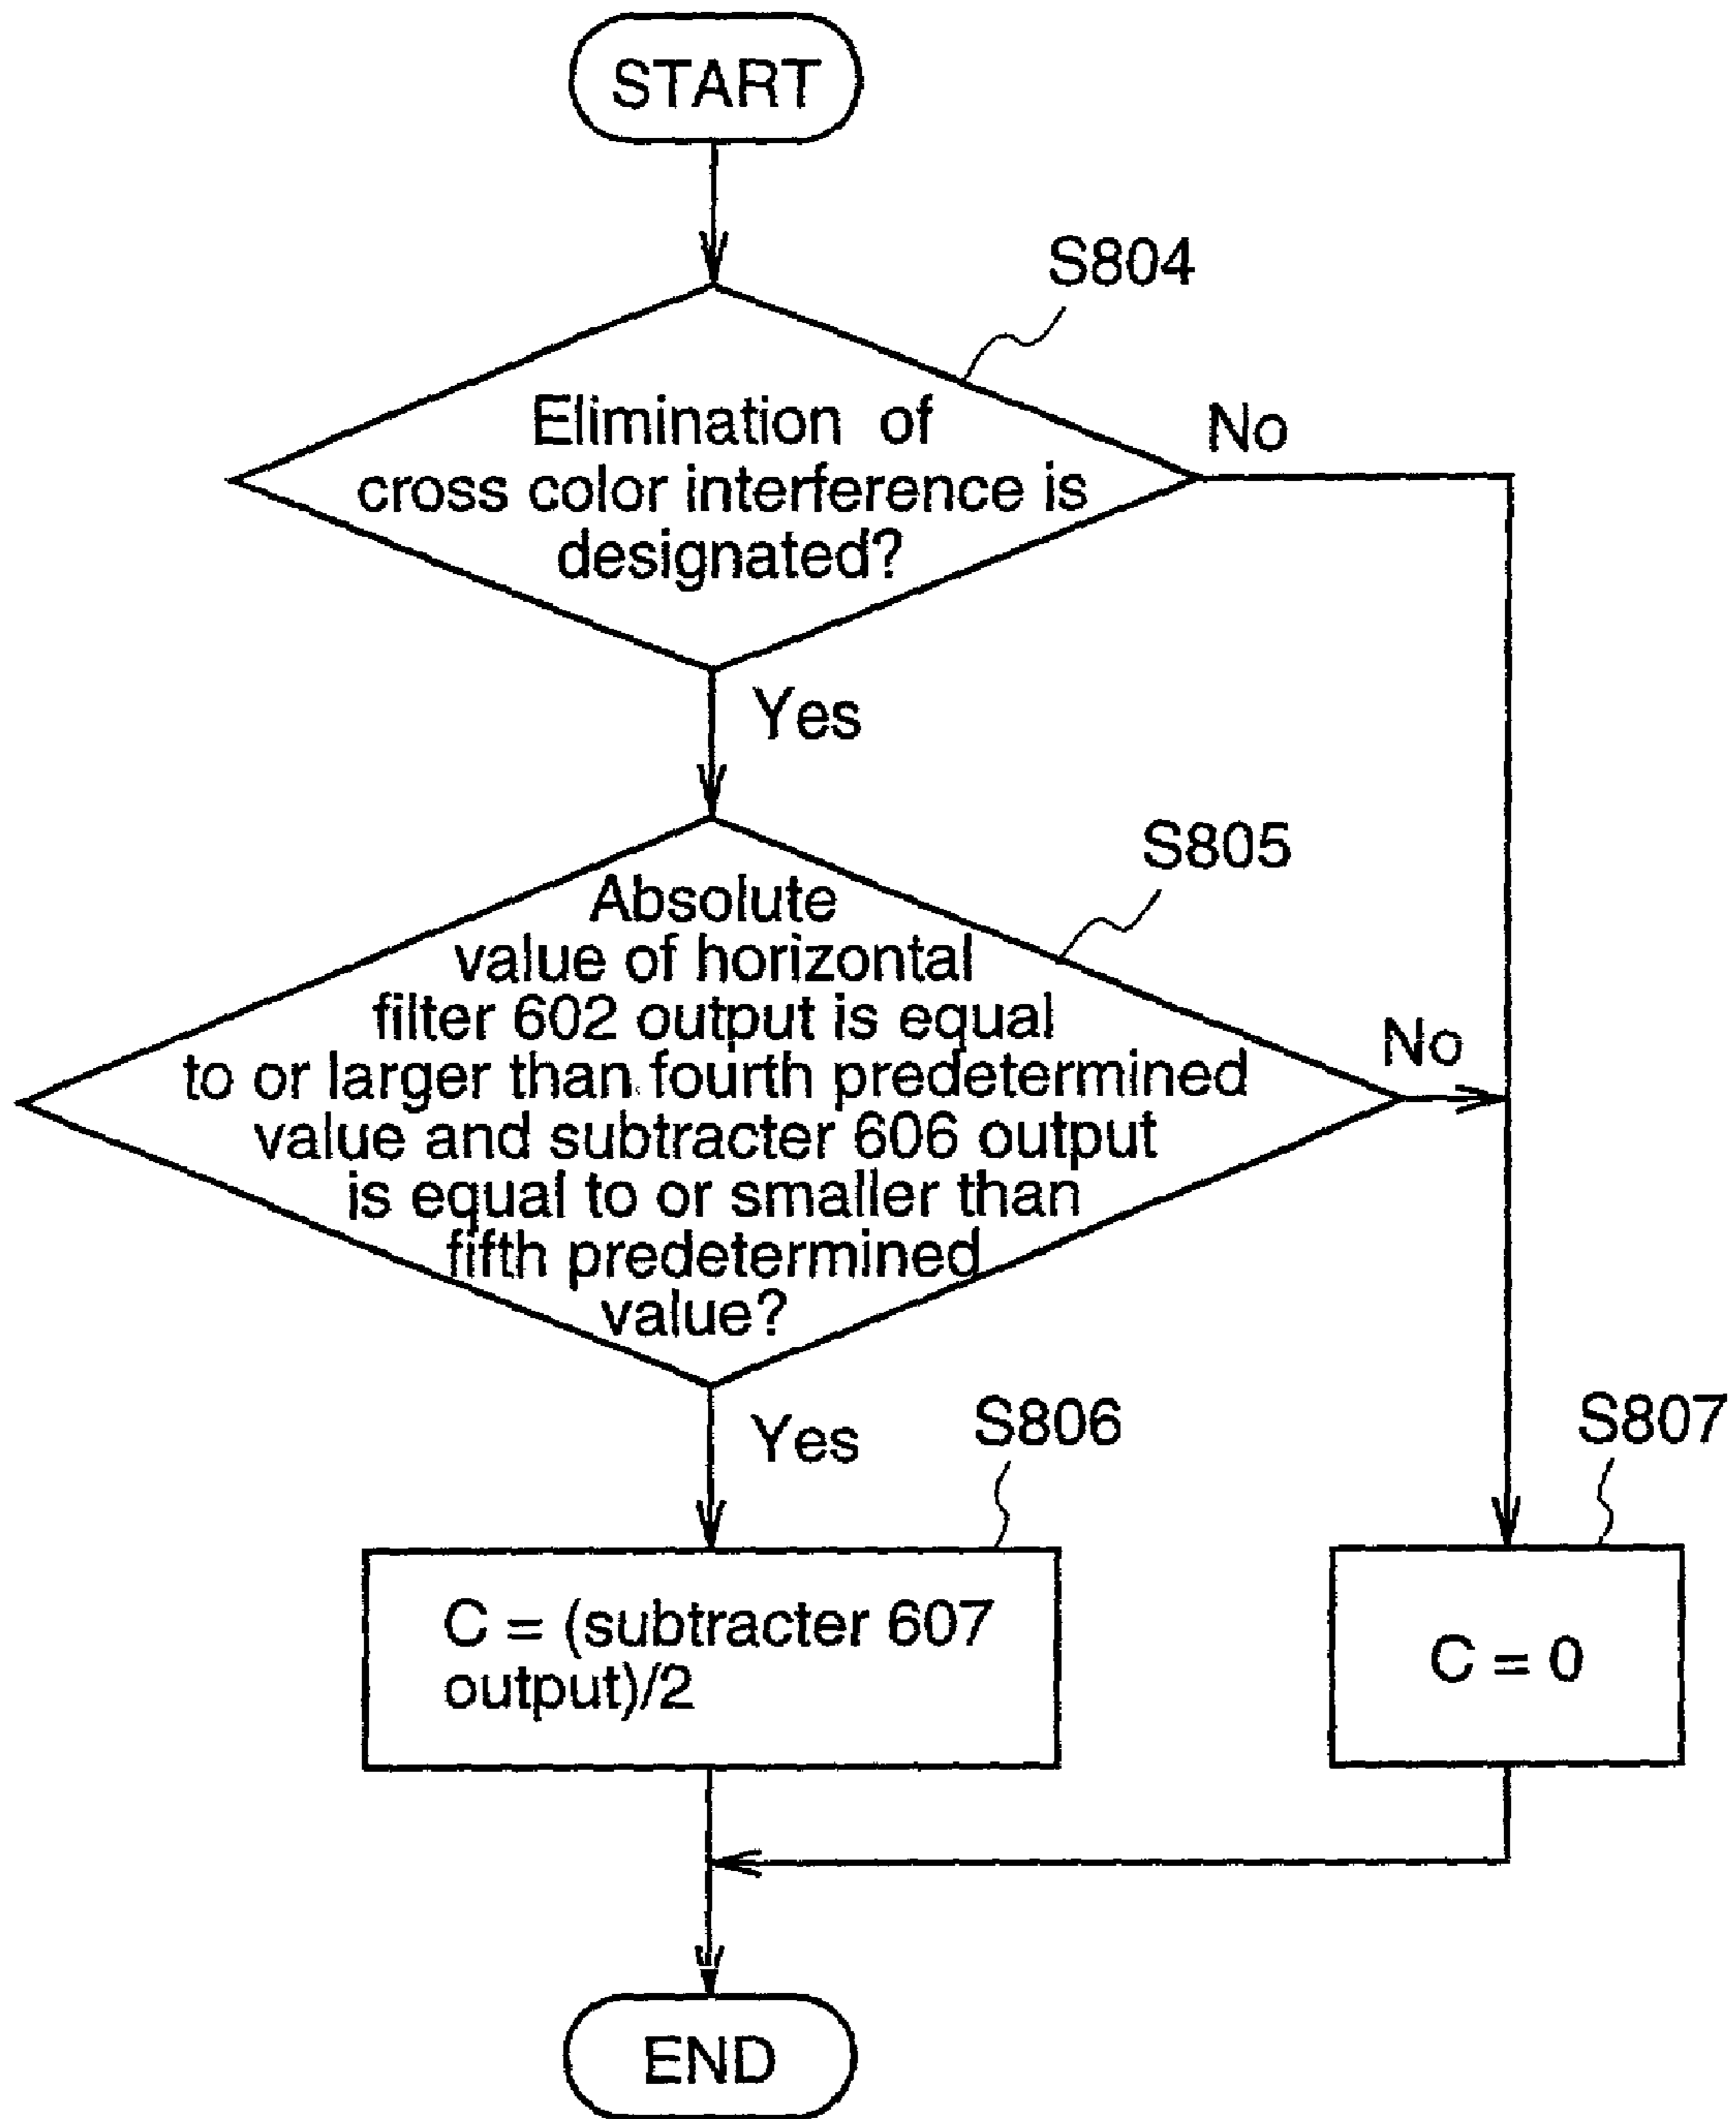 START
S804
Elimination of
cross color interference is
designated?
No
Yes
S805
Absolute
value of horizontal
filter 602 output is equal
to or larger than fourth predetermined
value and subtracter 606 output
is equal to or smaller than
fifth predetermined
value?
No
Yes
S806
S807
C = (subtracter 607
output)/2
C = 0
END